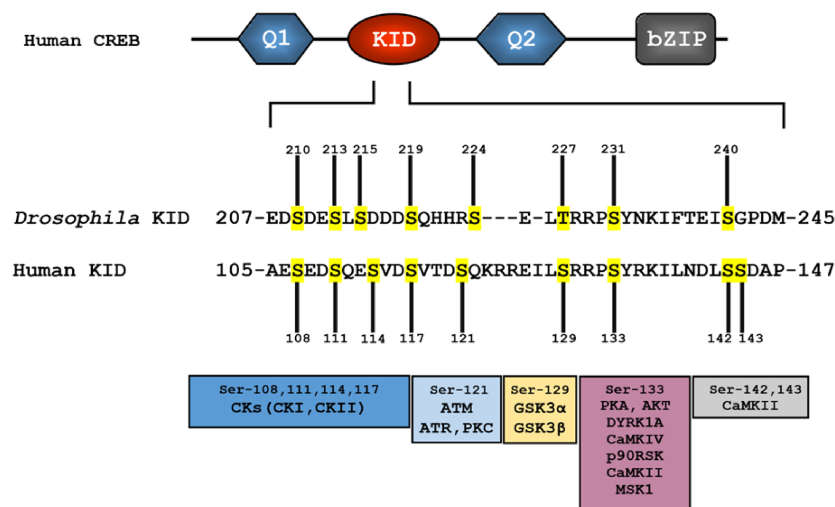 Human CREB Q1 KID Q2 bZIP
210 213 215 219 224 227 231 240
Drosophila KID 207-EDSDESLSDDDSQHHRS---E-LTRRPSYNKIFTEISGPDM-245
Human KID 105-AESEDSQESVDSVTDSQKRREILSRRPSYRKILNDLSSDAP-147
108 111 114 117 121 129 133 142 143
Ser-108,111,114,117
CKs(CKI,CKII)
Ser-121
ATM
ATR,PKC
Ser-129
GSK3α
GSK3β
Ser-133
PKA, AKT
DYRK1A
CaMKIV
p90RSK
CaMKII
MSK1
Ser-142,143
CaMKII